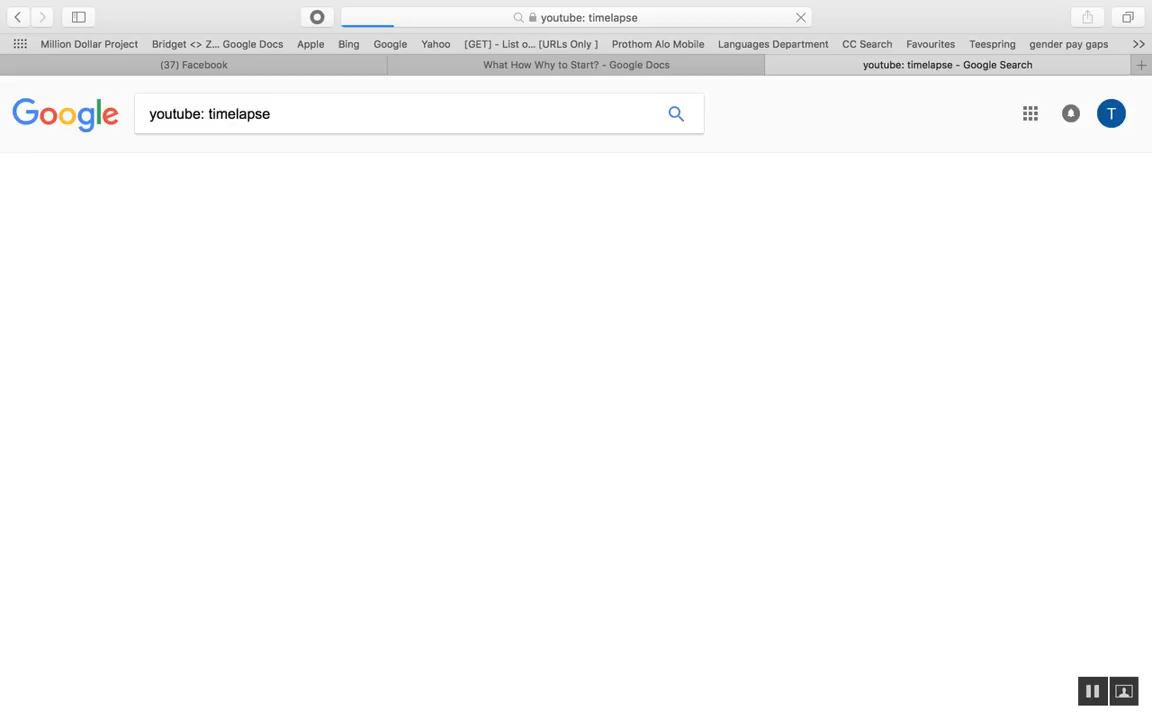 youtube: timelapse
Million Dollar Project Bridget <> Z... Google Docs Apple Bing Google Yahoo [GET] - List o... [URLs Only ] Prothom Alo Mobile Languages Department CC Search Favourites Teespring gender pay gaps >>
(37) Facebook What How Why to Start? - Google Docs youtube: timelapse - Google Search +
Google youtube: timelapse T